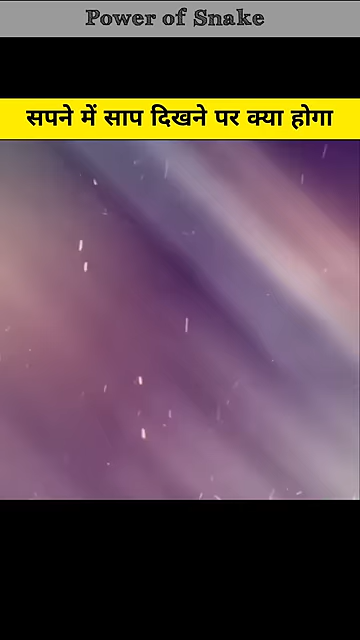 Power of Snake
सपने में साप दिखने पर क्या होगा